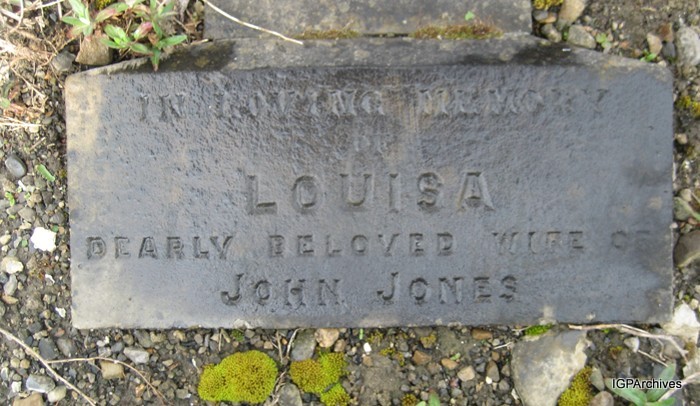 IN LOVING MEMORY
OF
LOUISA
DEARLY BELOVED WIFE OF
JOHN JONES
IGPArchives